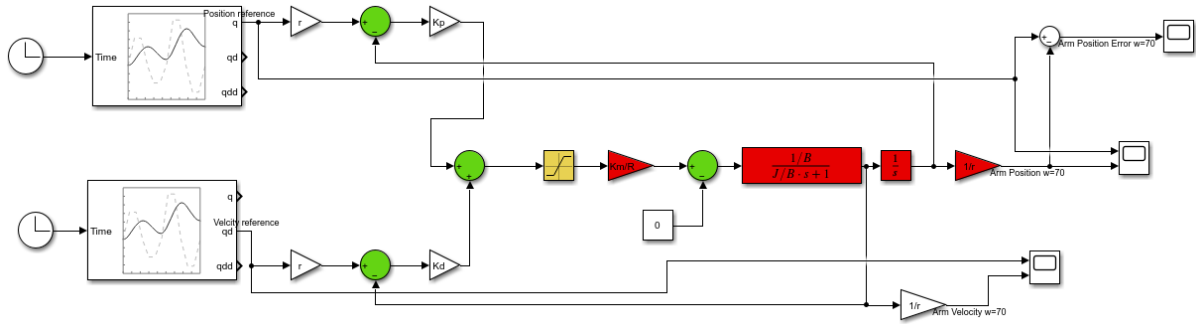 Position reference
q
r
+
−
Kp
Time
qd
qdd
+
−
Arm Position Error w=70
+
+
Km/R
+
−
1/B
J/B · s + 1
1
s
1/r
Arm Position w=70
0
q
Velcity reference
Time
qd
r
+
−
Kd
qdd
1/r
Arm Velocity w=70